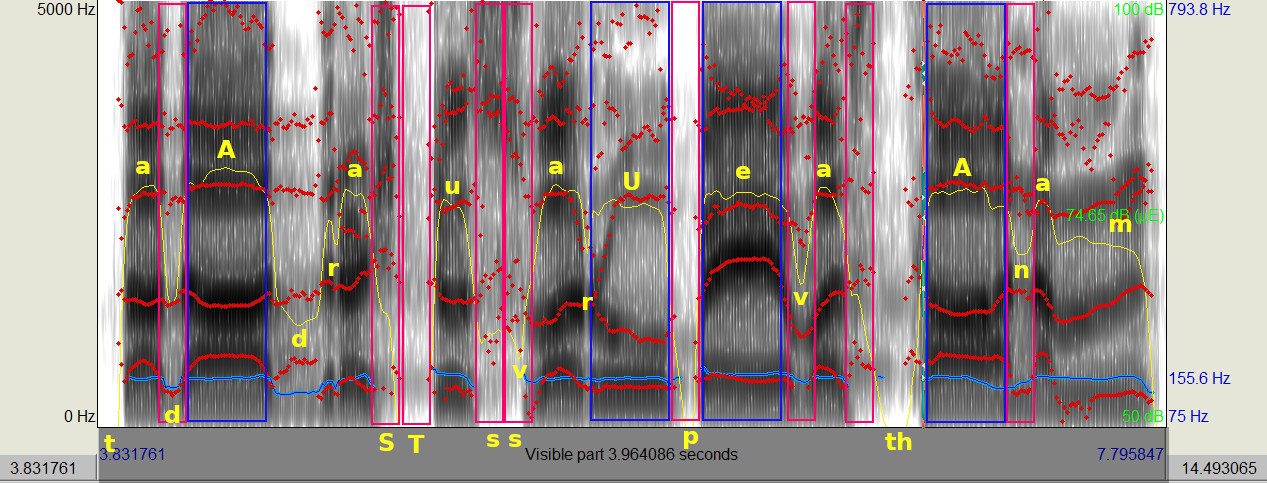 5000 Hz 100 dB 793.8 Hz
a A a u a U e a A a
74.65 dB (µE)
m
r r v n
d v
155.6 Hz
0 Hz d 50 dB 75 Hz
t S T s s p th
3.831761 Visible part 3.964086 seconds 7.795847
3.831761 14.493065